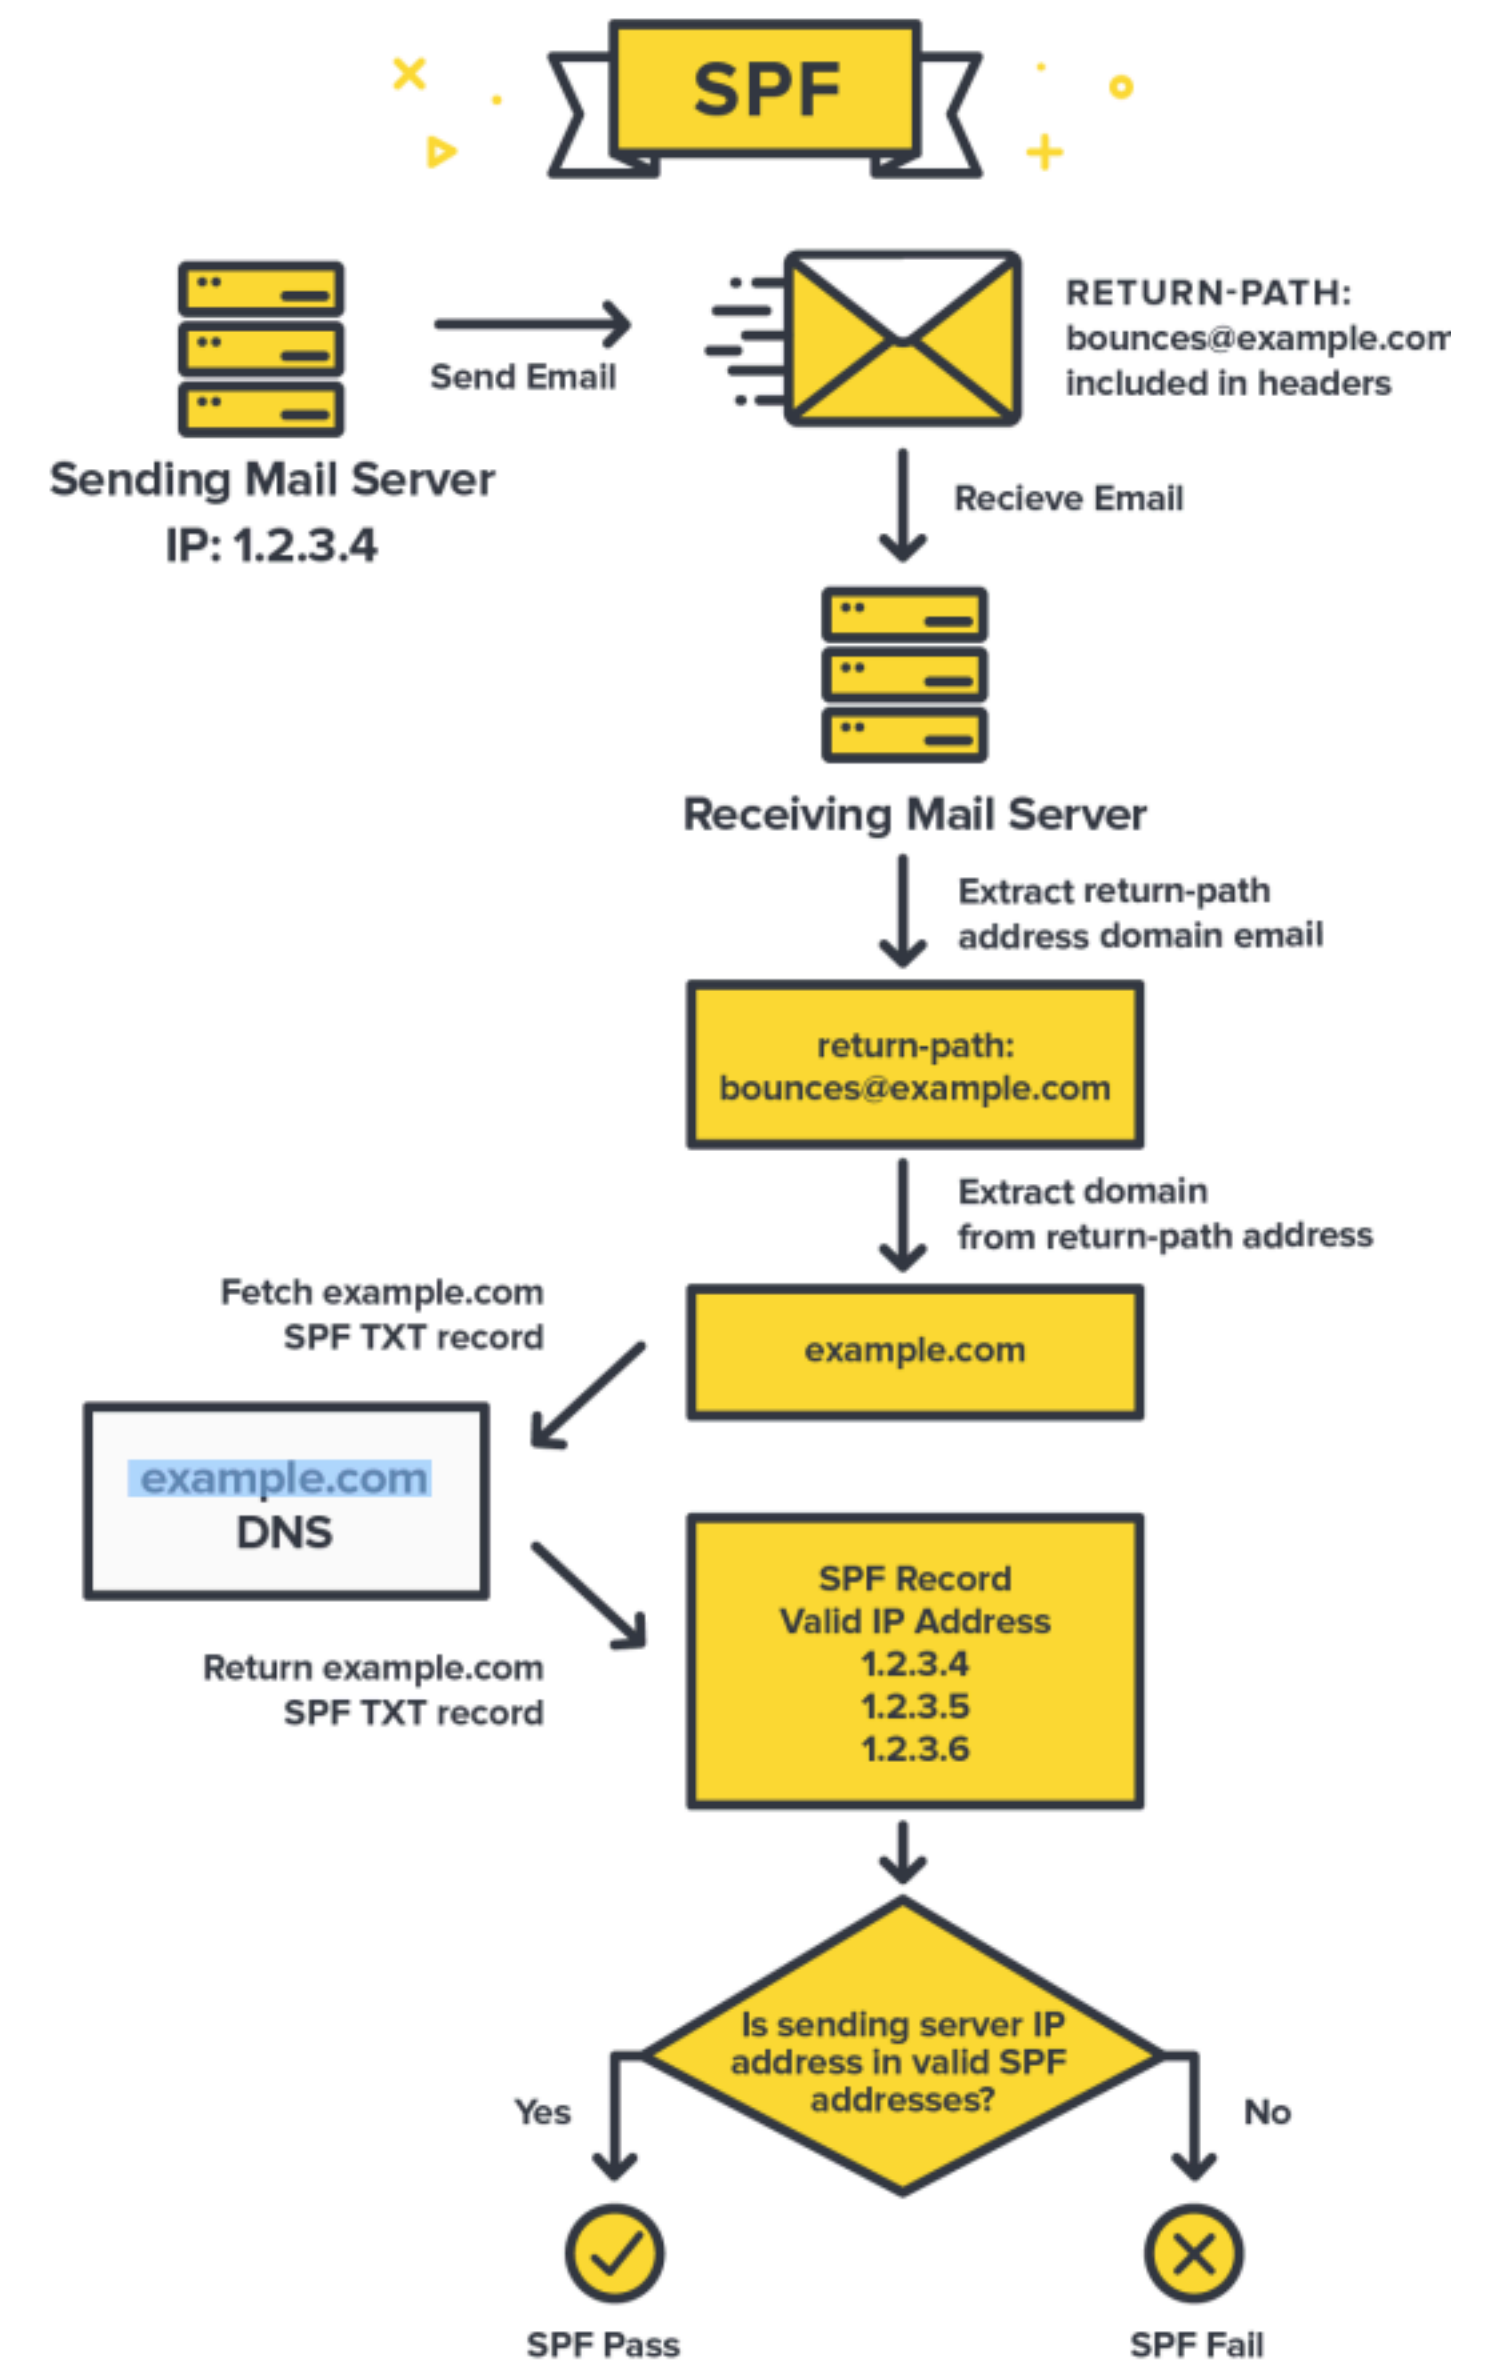 SPF
Send Email
RETURN-PATH:
bounces@example.com
included in headers
Sending Mail Server
IP: 1.2.3.4
Recieve Email
Receiving Mail Server
Extract return-path
address domain email
return-path:
bounces@example.com
Extract domain
from return-path address
Fetch example.com
SPF TXT record
example.com
example.com
DNS
Return example.com
SPF TXT record
SPF Record
Valid IP Address
1.2.3.4
1.2.3.5
1.2.3.6
Is sending server IP
address in valid SPF
addresses?
Yes
No
SPF Pass
SPF Fail